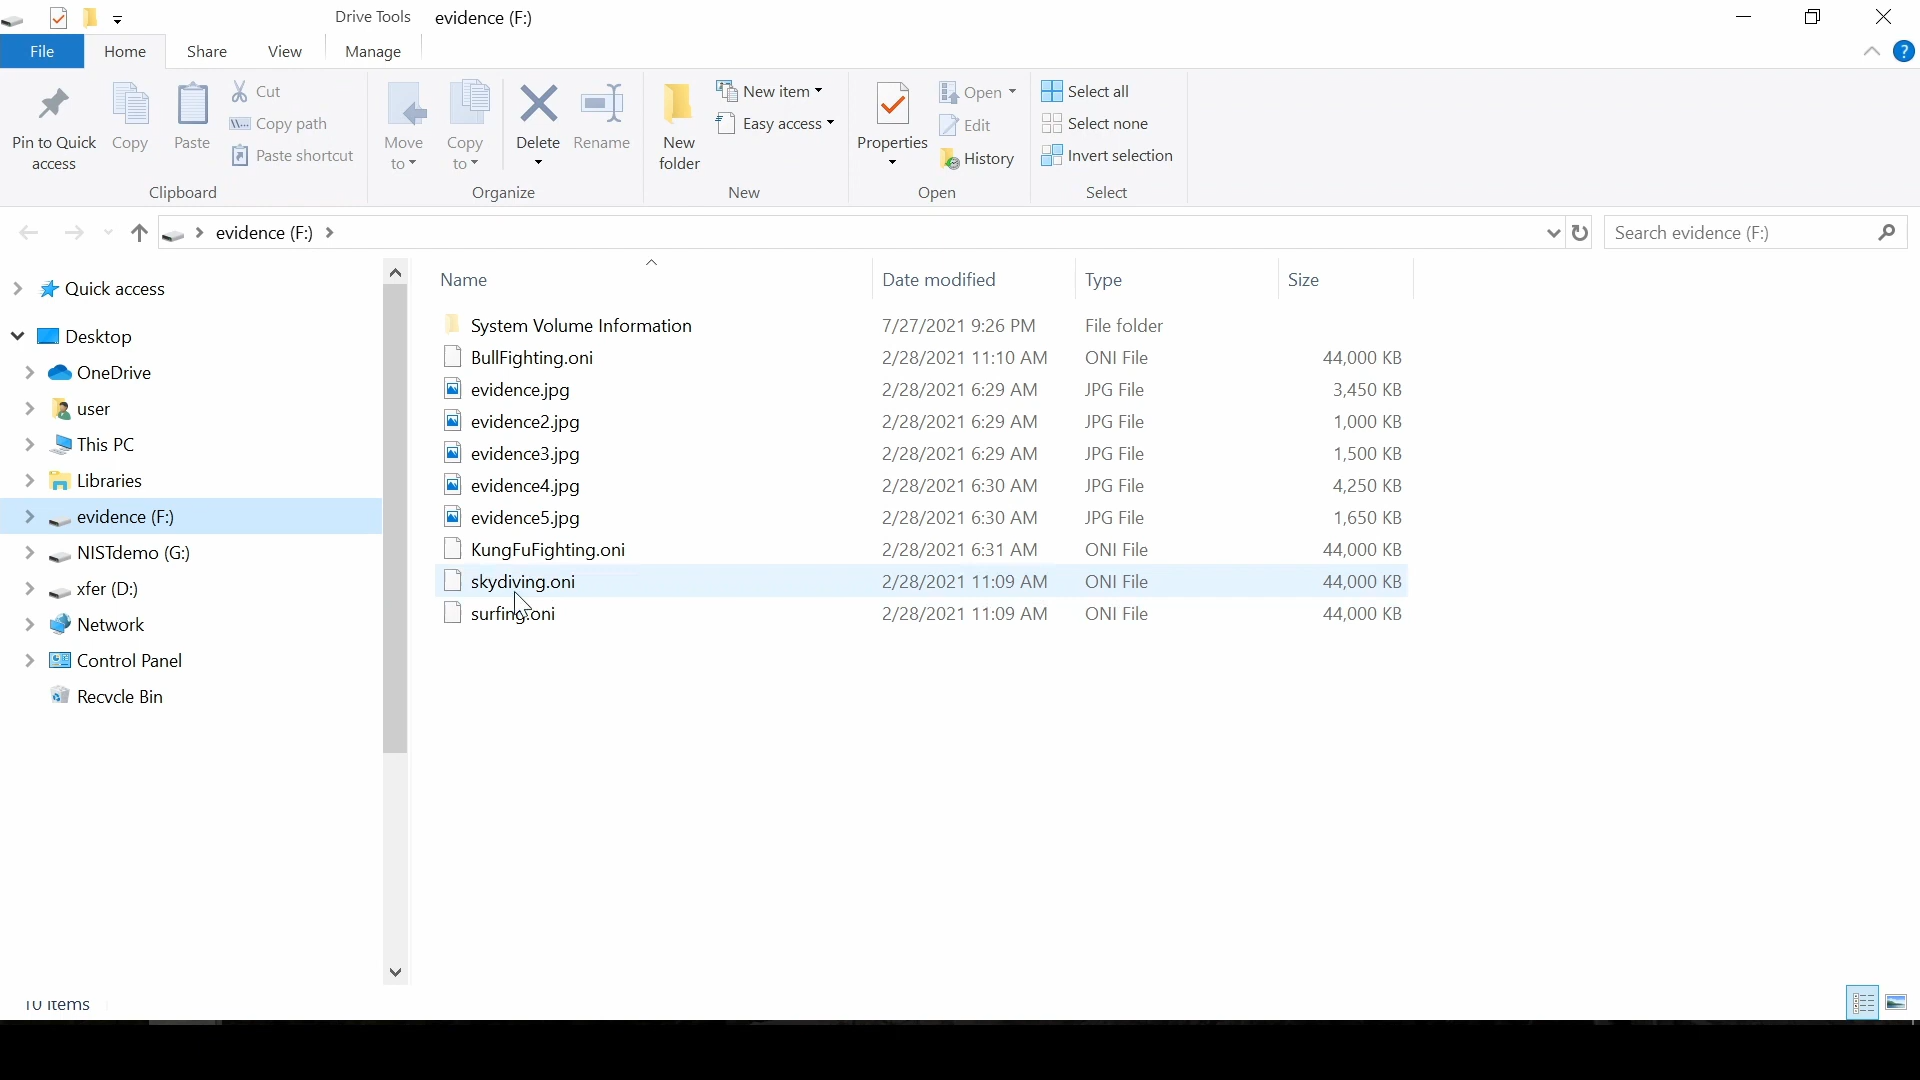 Drive Tools evidence (F:)
File Home Share View Manage
Pin to Quick access
Copy
Paste
Cut
Copy path
Paste shortcut
Clipboard
Move to
Copy to
Delete
Rename
Organize
New folder
New item
Easy access
New
Properties
Open
Edit
History
Open
Select all
Select none
Invert selection
Select
evidence (F:)
Search evidence (F:)
Quick access
Desktop
OneDrive
user
This PC
Libraries
evidence (F:)
NISTdemo (G:)
xfer (D:)
Network
Control Panel
Recycle Bin
Name Date modified Type Size
System Volume Information 7/27/2021 9:26 PM File folder
BullFighting.oni 2/28/2021 11:10 AM ONI File 44,000 KB
evidence.jpg 2/28/2021 6:29 AM JPG File 3,450 KB
evidence2.jpg 2/28/2021 6:29 AM JPG File 1,000 KB
evidence3.jpg 2/28/2021 6:29 AM JPG File 1,500 KB
evidence4.jpg 2/28/2021 6:30 AM JPG File 4,250 KB
evidence5.jpg 2/28/2021 6:30 AM JPG File 1,650 KB
KungFuFighting.oni 2/28/2021 6:31 AM ONI File 44,000 KB
skydiving.oni 2/28/2021 11:09 AM ONI File 44,000 KB
surfing.oni 2/28/2021 11:09 AM ONI File 44,000 KB
10 items